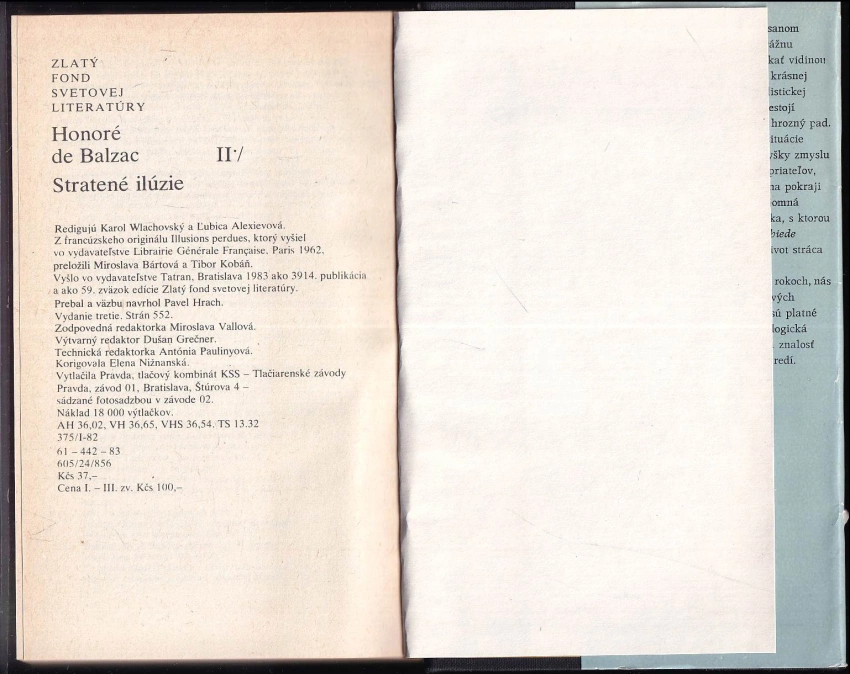 ZLATÝ
FOND
SVETOVEJ
LITERATÚRY
Honoré
de Balzac II/
Stratené ilúzie
Redigujú Karol Wlachovský a Ľubica Alexievová.
Z francúzskeho originálu Illusions perdues, ktorý vyšiel
vo vydavateľstve Librairie Générale Française, Paris 1962,
preložili Miroslava Bártová a Tibor Kobáň.
Vyšlo vo vydavateľstve Tatran, Bratislava 1983 ako 3914. publikácia
a ako 59. zväzok edície Zlatý fond svetovej literatúry.
Prebal a väzbu navrhol Pavel Hrach.
Vydanie tretie. Strán 552.
Zodpovedná redaktorka Miroslava Vallová.
Výtvarný redaktor Dušan Grečner.
Technická redaktorka Antónia Paulinyová.
Korigovala Elena Nižnanská.
Vytlačila Pravda, tlačový kombinát KSS – Tlačiarenské závody
Pravda, závod 01, Bratislava, Štúrova 4 –
sádzané fotosadzbou v závode 02.
Náklad 18 000 výtlačkov.
AH 36,02, VH 36,65, VHS 36,54. TS 13.32
375/I-82
61 – 442 – 83
605/24/856
Kčs 37,–
Cena I. – III. zv. Kčs 100,–
sanom
ážnu
kať vidinou
krásnej
listickej
estojí
hrozný pad.
ituácie
ýšky zmyslu
priateľov,
na pokraji
omná
ka, s ktorou
biede
ivot stráca
rokoch, nás
vých
sú platné
logická
znalosť
redí.